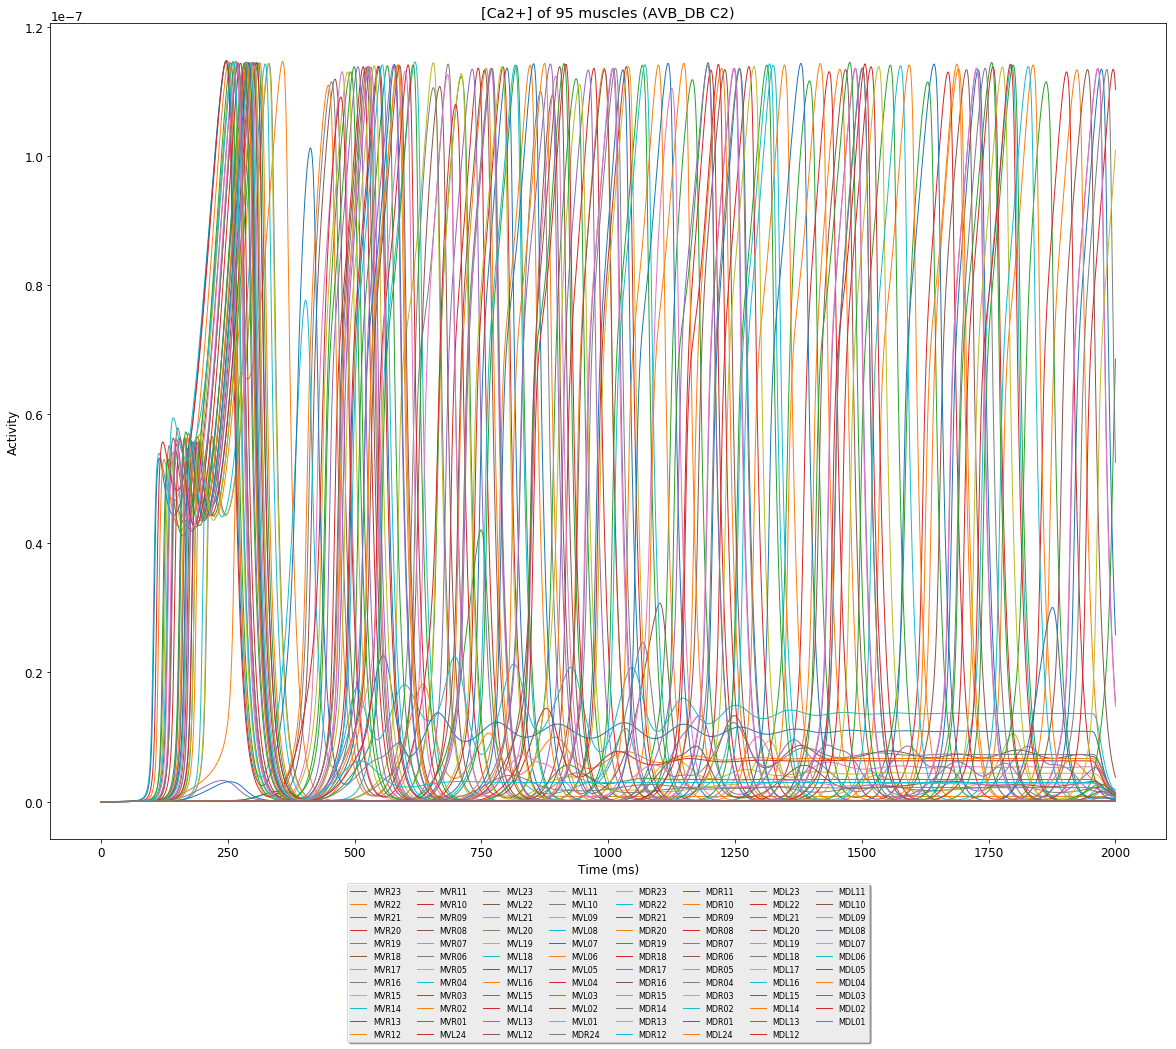 [Ca2+] of 95 muscles (AVB_DB C2)
1e−7
1.2
1.0
0.8
0.6
0.4
0.2
0.0
Activity
0 250 500 750 1000 1250 1500 1750 2000
Time (ms)
MVR23 MVR11 MVL23 MVL11 MDR23 MDR11 MDL23 MDL11
MVR22 MVR10 MVL22 MVL10 MDR22 MDR10 MDL22 MDL10
MVR21 MVR09 MVL21 MVL09 MDR21 MDR09 MDL21 MDL09
MVR20 MVR08 MVL20 MVL08 MDR20 MDR08 MDL20 MDL08
MVR19 MVR07 MVL19 MVL07 MDR19 MDR07 MDL19 MDL07
MVR18 MVR06 MVL18 MVL06 MDR18 MDR06 MDL18 MDL06
MVR17 MVR05 MVL17 MVL05 MDR17 MDR05 MDL17 MDL05
MVR16 MVR04 MVL16 MVL04 MDR16 MDR04 MDL16 MDL04
MVR15 MVR03 MVL15 MVL03 MDR15 MDR03 MDL15 MDL03
MVR14 MVR02 MVL14 MVL02 MDR14 MDR02 MDL14 MDL02
MVR13 MVR01 MVL13 MVL01 MDR13 MDR01 MDL13 MDL01
MVR12 MVL24 MVL12 MDR24 MDR12 MDL24 MDL12